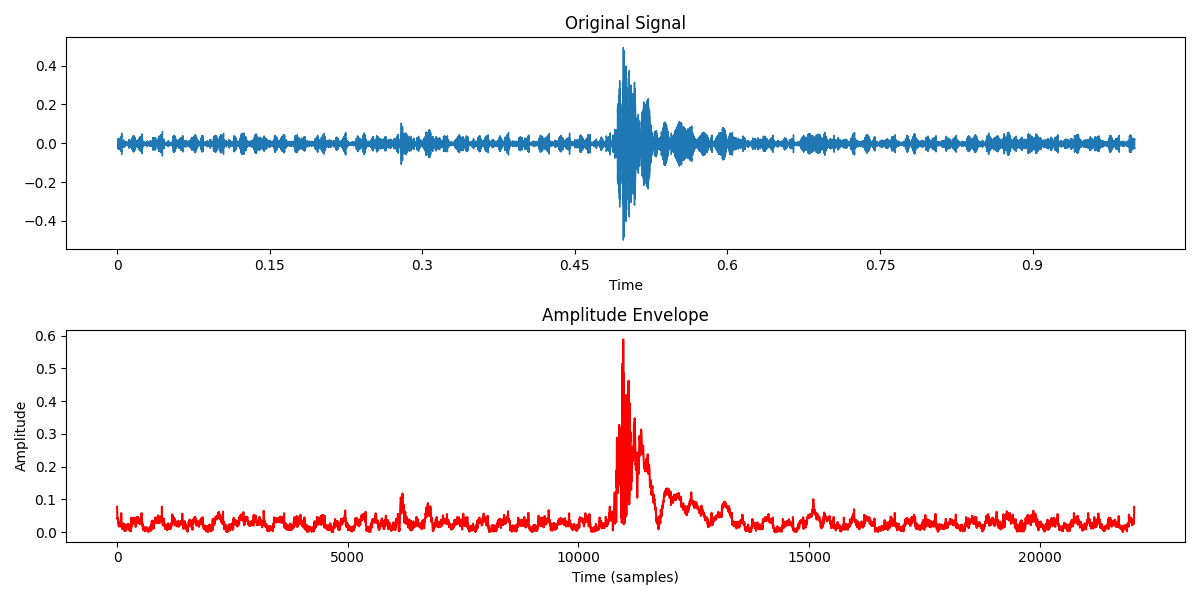 Original Signal
0.4
0.2
0.0
−0.2
−0.4
0 0.15 0.3 0.45 0.6 0.75 0.9
Time
Amplitude Envelope
0.6
0.5
0.4
0.3
0.2
0.1
0.0
Amplitude
0 5000 10000 15000 20000
Time (samples)